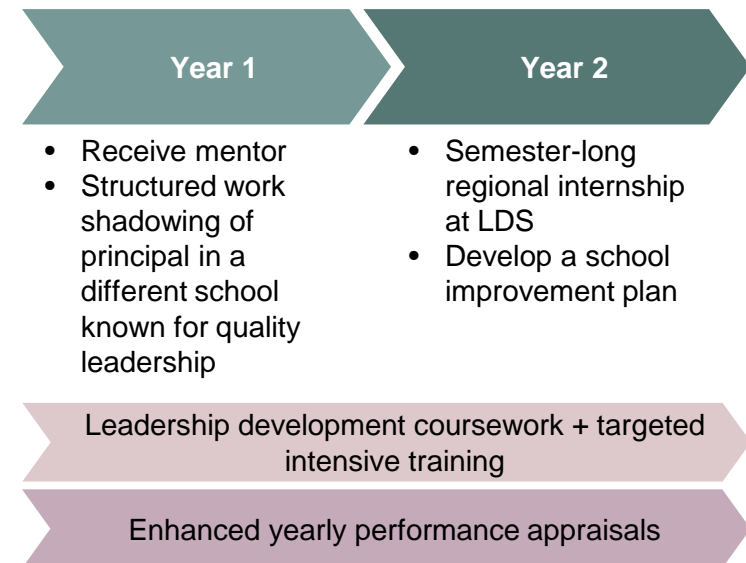 Year 1
Year 2
• Receive mentor
• Structured work
shadowing of
principal in a
different school
known for quality
leadership
• Semester-long
regional internship
at LDS
• Develop a school
improvement plan
Leadership development coursework + targeted
intensive training
Enhanced yearly performance appraisals